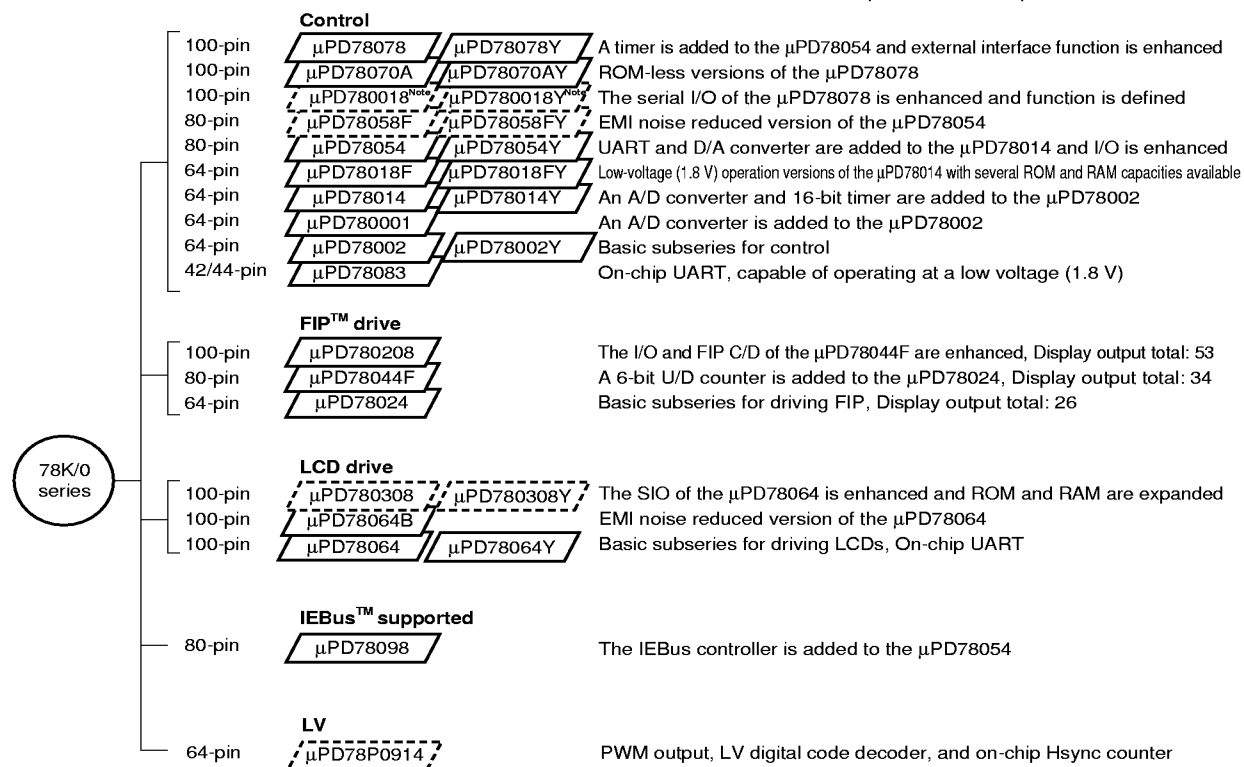 Control
100-pin μPD78078 μPD78078Y A timer is added to the μPD78054 and external interface function is enhanced
100-pin μPD78070A μPD78070AY ROM-less versions of the μPD78078
100-pin μPD780018Note μPD780018YNote The serial I/O of the μPD78078 is enhanced and function is defined
80-pin μPD78058F μPD78058FY EMI noise reduced version of the μPD78054
80-pin μPD78054 μPD78054Y UART and D/A converter are added to the μPD78014 and I/O is enhanced
64-pin μPD78018F μPD78018FY Low-voltage (1.8 V) operation versions of the μPD78014 with several ROM and RAM capacities available
64-pin μPD78014 μPD78014Y An A/D converter and 16-bit timer are added to the μPD78002
64-pin μPD780001 An A/D converter is added to the μPD78002
64-pin μPD78002 μPD78002Y Basic subseries for control
42/44-pin μPD78083 On-chip UART, capable of operating at a low voltage (1.8 V)
FIP™ drive
100-pin μPD780208 The I/O and FIP C/D of the μPD78044F are enhanced, Display output total: 53
80-pin μPD78044F A 6-bit U/D counter is added to the μPD78024, Display output total: 34
64-pin μPD78024 Basic subseries for driving FIP, Display output total: 26
78K/0
series
LCD drive
100-pin μPD780308 μPD780308Y The SIO of the μPD78064 is enhanced and ROM and RAM are expanded
100-pin μPD78064B EMI noise reduced version of the μPD78064
100-pin μPD78064 μPD78064Y Basic subseries for driving LCDs, On-chip UART
IEBus™ supported
80-pin μPD78098 The IEBus controller is added to the μPD78054
LV
64-pin μPD78P0914 PWM output, LV digital code decoder, and on-chip Hsync counter